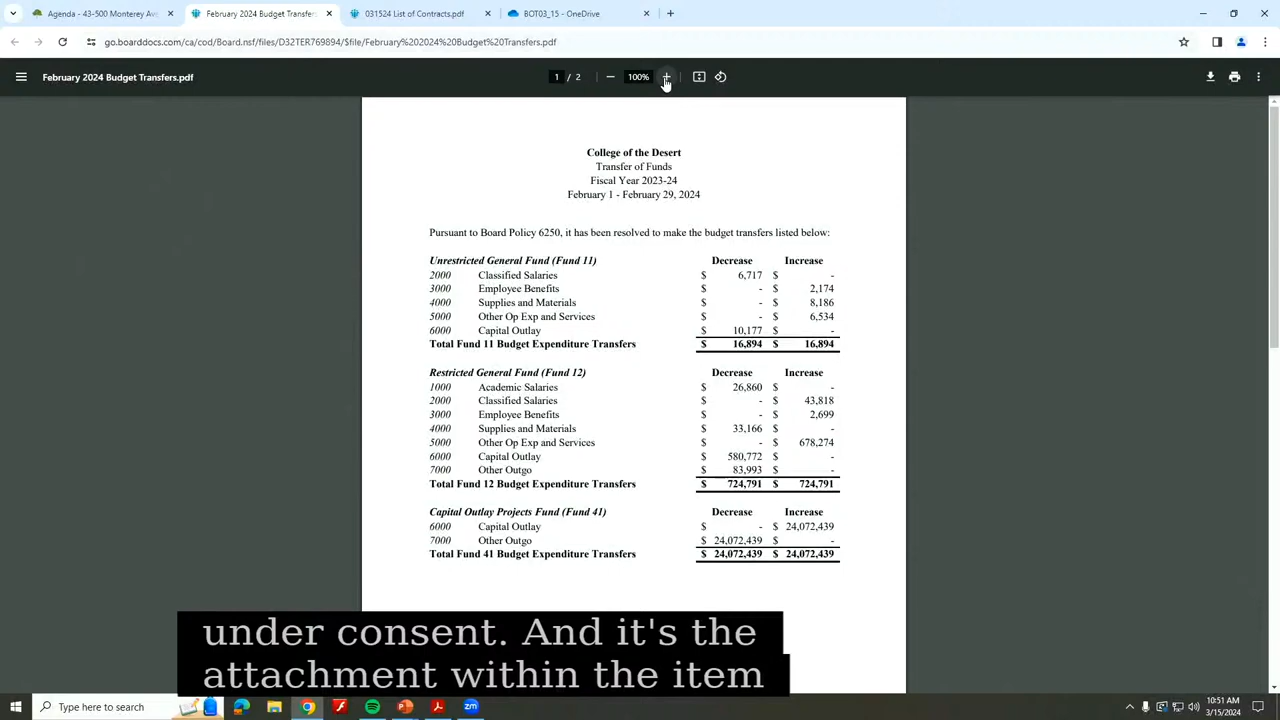 Agenda - 43-500 Monterey Av
February 2024 Budget Transfers.
031524 List of Contracts.pdf
BOT03_15 - OneDrive
go.boarddocs.com/ca/cod/Board.nsf/files/D32TER769894/$file/February%202024%20Budget%20Transfers.pdf
February 2024 Budget Transfers.pdf
1 / 2
100%
College of the Desert
Transfer of Funds
Fiscal Year 2023-24
February 1 - February 29, 2024
Pursuant to Board Policy 6250, it has been resolved to make the budget transfers listed below:
Unrestricted General Fund (Fund 11) Decrease Increase
2000 Classified Salaries $ 6,717 $ -
3000 Employee Benefits $ - $ 2,174
4000 Supplies and Materials $ - $ 8,186
5000 Other Op Exp and Services $ - $ 6,534
6000 Capital Outlay $ 10,177 $ -
Total Fund 11 Budget Expenditure Transfers $ 16,894 $ 16,894
Restricted General Fund (Fund 12) Decrease Increase
1000 Academic Salaries $ 26,860 $ -
2000 Classified Salaries $ - $ 43,818
3000 Employee Benefits $ - $ 2,699
4000 Supplies and Materials $ 33,166 $ -
5000 Other Op Exp and Services $ - $ 678,274
6000 Capital Outlay $ 580,772 $ -
7000 Other Outgo $ 83,993 $ -
Total Fund 12 Budget Expenditure Transfers $ 724,791 $ 724,791
Capital Outlay Projects Fund (Fund 41) Decrease Increase
6000 Capital Outlay $ - $ 24,072,439
7000 Other Outgo $ 24,072,439 $ -
Total Fund 41 Budget Expenditure Transfers $ 24,072,439 $ 24,072,439
under consent. And it's the
attachment within the item
Type here to search
zm
10:51 AM
3/15/2024